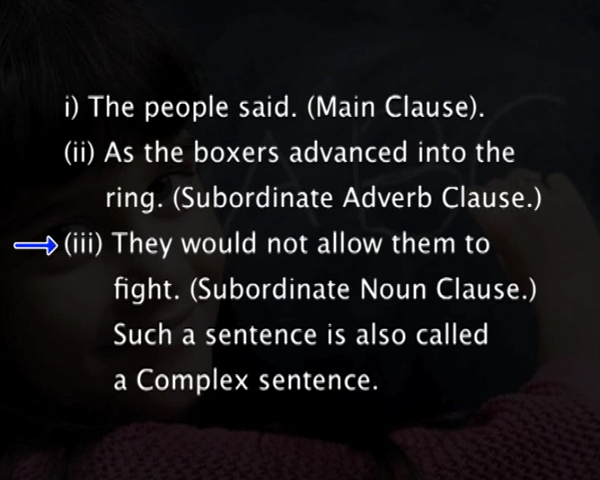 i) The people said. (Main Clause).
(ii) As the boxers advanced into the
ring. (Subordinate Adverb Clause.)
(iii) They would not allow them to
fight. (Subordinate Noun Clause.)
Such a sentence is also called
a Complex sentence.